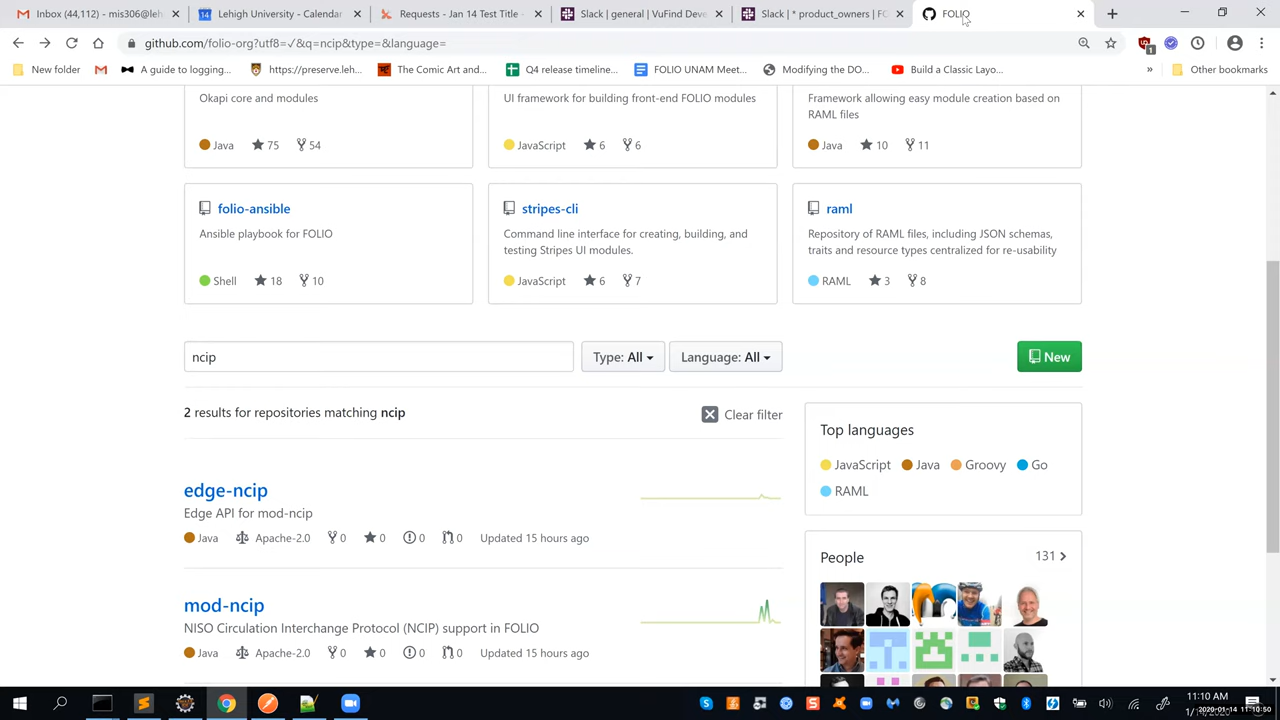 Inbox (44,112) - mis306@lehigh
Lehigh University - Calendar
Requests - Jan 14 Test Title -
Slack | general | VuFind Deve
Slack | * product_owners | FO
FOLIO
github.com/folio-org?utf8=✓&q=ncip&type=&language=
New folder
A guide to logging...
https://preserve.leh...
The Comic Art and...
Q4 release timeline...
FOLIO UNAM Meet...
Modifying the DO...
Build a Classic Layo...
»
Other bookmarks
Okapi core and modules
UI framework for building front-end FOLIO modules
Framework allowing easy module creation based on
RAML files
Java 75 54
JavaScript 6 6
Java 10 11
folio-ansible
stripes-cli
raml
Ansible playbook for FOLIO
Command line interface for creating, building, and
testing Stripes UI modules.
Repository of RAML files, including JSON schemas,
traits and resource types centralized for re-usability
Shell 18 10
JavaScript 6 7
RAML 3 8
ncip
Type: All
Language: All
New
2 results for repositories matching ncip
Clear filter
Top languages
JavaScript Java Groovy Go
RAML
edge-ncip
Edge API for mod-ncip
Java Apache-2.0 0 0 0 0 Updated 15 hours ago
People 131
mod-ncip
NISO Circulation Interchange Protocol (NCIP) support in FOLIO
Java Apache-2.0 0 0 0 0 Updated 15 hours ago
11:10 AM
2020-01-14 11:10:50